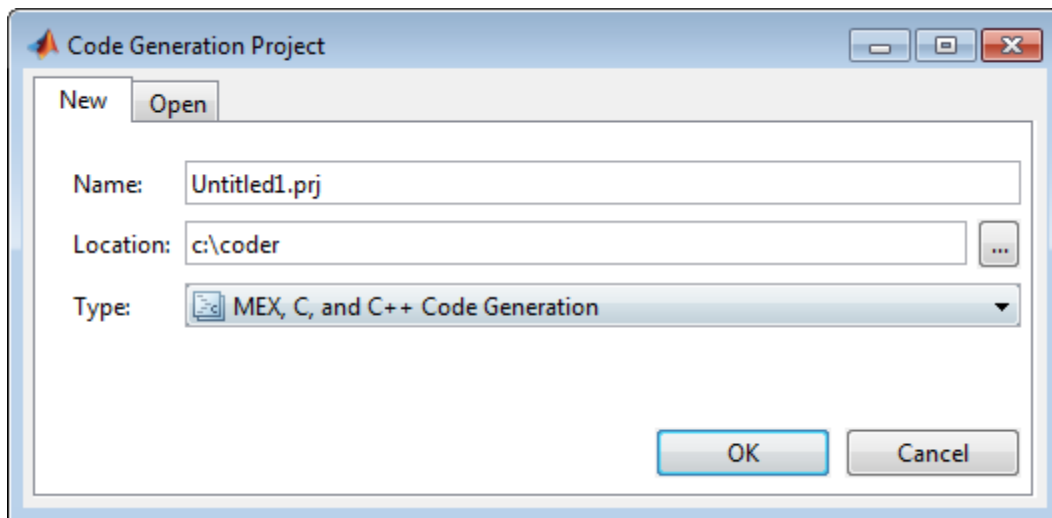 Code Generation Project
New Open
Name: Untitled1.prj
Location: c:\coder ...
Type: MEX, C, and C++ Code Generation
OK Cancel